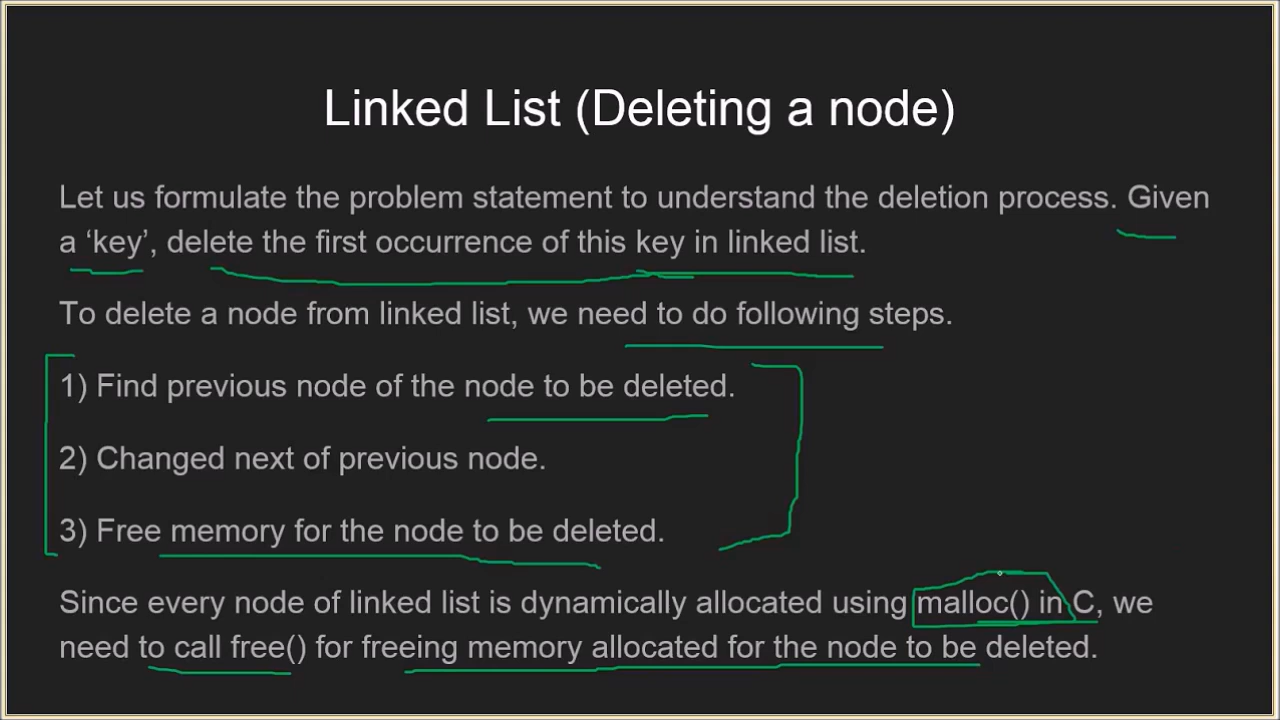 Linked List (Deleting a node)
Let us formulate the problem statement to understand the deletion process. Given
a ‘key’, delete the first occurrence of this key in linked list.
To delete a node from linked list, we need to do following steps.
1) Find previous node of the node to be deleted.
2) Changed next of previous node.
3) Free memory for the node to be deleted.
Since every node of linked list is dynamically allocated using malloc() in C, we
need to call free() for freeing memory allocated for the node to be deleted.